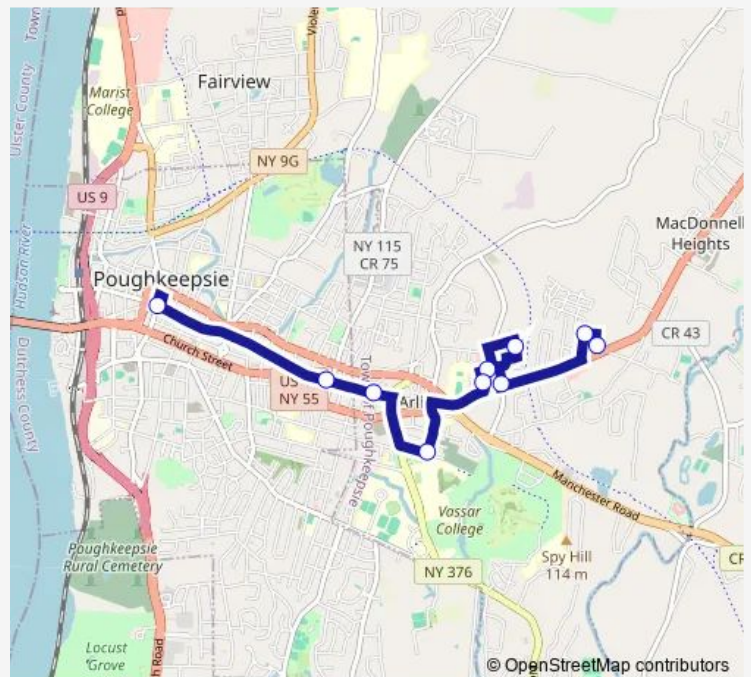 Town
Ulster County
Fairview
Violet
Marist
College
NY 9G
US 9
Hudson River
Dutchess County
NY 115
CR 75
MacDonnell
Heights
Poughkeepsie
CR 43
Church Street
US
NY 55
Town of Poughkeepsie
Arli
Manchester Road
Vassar
College
Spy Hill
114 m
Poughkeepsie
Rural Cemetery
NY 376
CR
Locust
Grove
h Road
© OpenStreetMap contributors